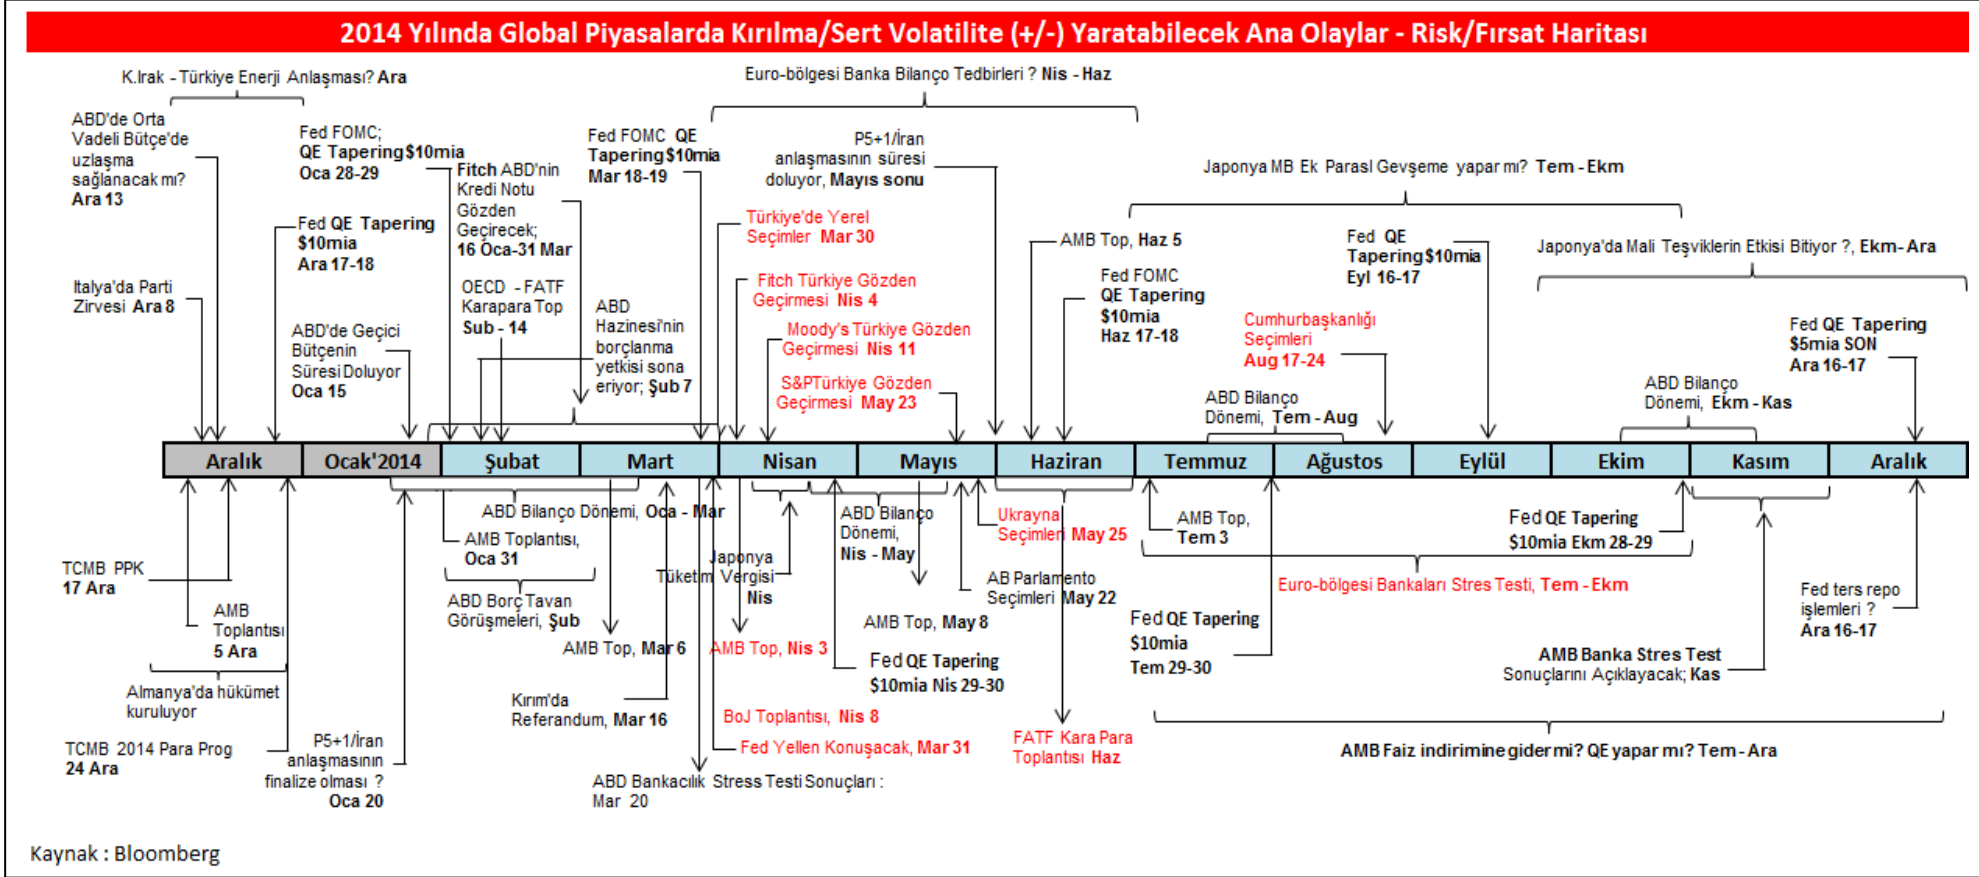 2014 Yılında Global Piyasalarda Kırılma/Sert Volatilite (+/-) Yaratabilecek Ana Olaylar - Risk/Fırsat Haritası
K.Irak - Türkiye Enerji Anlaşması? Ara
Euro-bölgesi Banka Bilanço Tedbirleri ? Nis - Haz
ABD'de Orta
Vadeli Bütçe'de
uzlaşma
sağlanacak mı?
Ara 13
Fed FOMC;
QE Tapering $10mia
Oca 28-29
Fitch ABD'nin
Kredi Notu
Gözden
Geçirecek;
16 Oca-31 Mar
Fed FOMC QE
Tapering $10mia
Mar 18-19
P5+1/İran
anlaşmasının süresi
doluyor, Mayıs sonu
Japonya MB Ek Parasl Gevşeme yapar mı? Tem - Ekm
Fed QE Tapering
$10mia
Ara 17-18
Türkiye'de Yerel
Seçimler Mar 30
AMB Top, Haz 5
Fed QE
Tapering $10mia
Eyl 16-17
Japonya'da Mali Teşviklerin Etkisi Bitiyor ?, Ekm- Ara
Italya'da Parti
Zirvesi Ara 8
OECD - FATF
Karapara Top
Sub - 14
Fitch Türkiye Gözden
Geçirmesi Nis 4
Fed FOMC
QE Tapering
$10mia
Haz 17-18
ABD'de Geçici
Bütçenin
Süresi Doluyor
Oca 15
ABD
Hazinesi'nin
borçlanma
yetkisi sona
eriyor; Şub 7
Moody's Türkiye Gözden
Geçirmesi Nis 11
Cumhurbaşkanlığı
Seçimleri
Aug 17-24
Fed QE Tapering
$5mia SON
Ara 16-17
S&PTürkiye Gözden
Geçirmesi May 23
ABD Bilanço
Dönemi, Tem - Aug
ABD Bilanço
Dönemi, Ekm - Kas
Aralık
Ocak'2014
Şubat
Mart
Nisan
Mayıs
Haziran
Temmuz
Ağustos
Eylül
Ekim
Kasım
Aralık
ABD Bilanço Dönemi, Oca - Mar
AMB Toplantısı,
Oca 31
ABD Bilanço
Dönemi,
Nis - May
Ukrayna
Seçimleri May 25
AMB Top,
Tem 3
Fed QE Tapering
$10mia Ekm 28-29
TCMB PPK
17 Ara
Japonya
Tüketim Vergisi
Nis
AB Parlamento
Seçimleri May 22
Euro-bölgesi Bankaları Stres Testi, Tem - Ekm
Fed ters repo
işlemleri ?
Ara 16-17
AMB
Toplantısı
5 Ara
ABD Borç Tavan
Görüşmeleri, Şub
AMB Top, Mar 6
AMB Top, Nis 3
AMB Top, May 8
Fed QE Tapering
$10mia
Tem 29-30
Fed QE Tapering
$10mia Nis 29-30
AMB Banka Stres Test
Sonuçlarını Açıklayacak; Kas
Almanya'da hükümet
kuruluyor
Kırım'da
Referandum, Mar 16
BoJ Toplantısı, Nis 8
TCMB 2014 Para Prog
24 Ara
P5+1/İran
anlaşmasının
finalize olması ?
Oca 20
Fed Yellen Konuşacak, Mar 31
FATF Kara Para
Toplantısı Haz
AMB Faiz indirimine gider mi? QE yapar mı? Tem - Ara
ABD Bankacılık Stress Testi Sonuçları :
Mar 20
Kaynak : Bloomberg